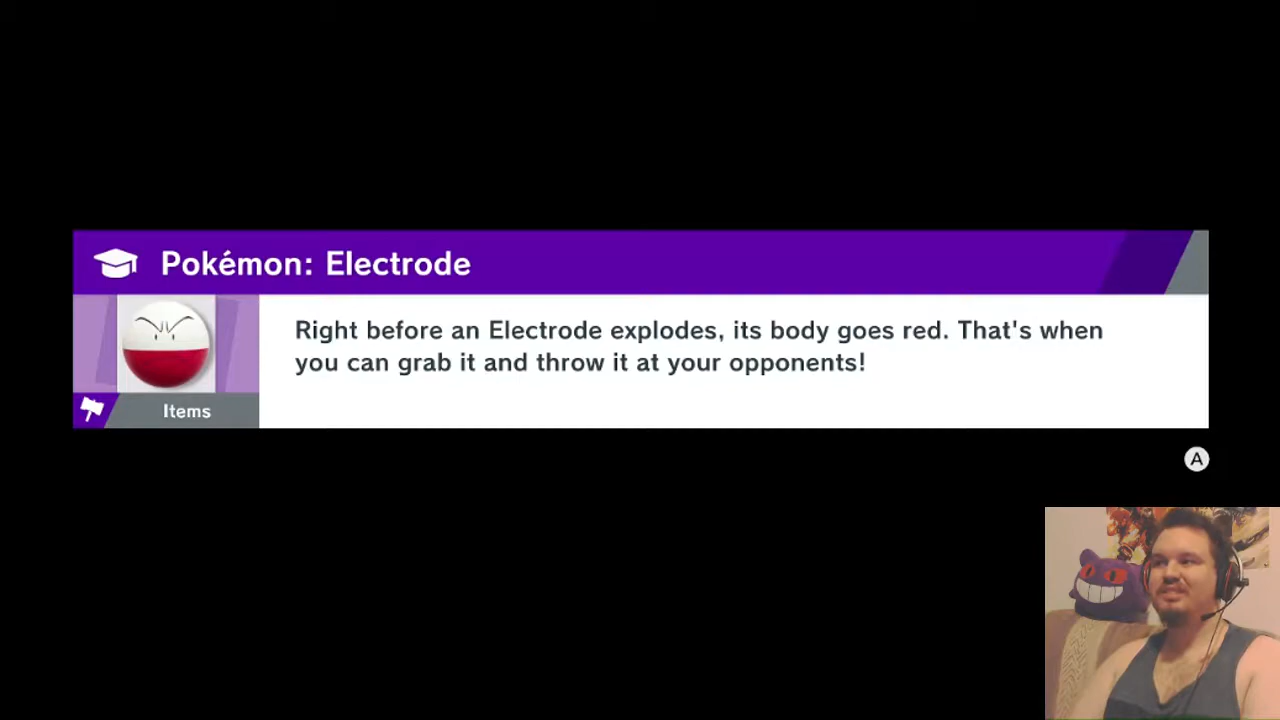 Pokémon: Electrode
Right before an Electrode explodes, its body goes red. That's when
you can grab it and throw it at your opponents!
Items
A